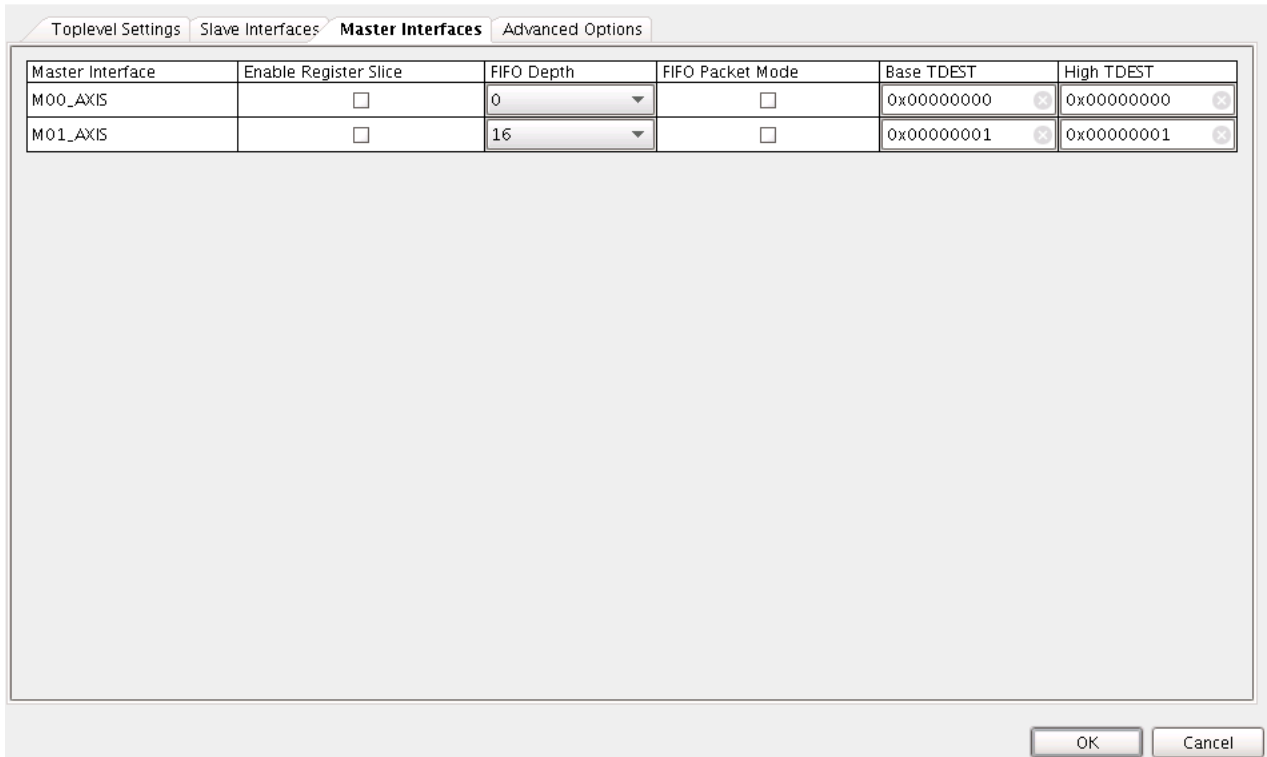 Toplevel Settings Slave Interfaces Master Interfaces Advanced Options
Master Interface Enable Register Slice FIFO Depth FIFO Packet Mode Base TDEST High TDEST
M00_AXIS 0 0x00000000 0x00000000
M01_AXIS 16 0x00000001 0x00000001
OK Cancel